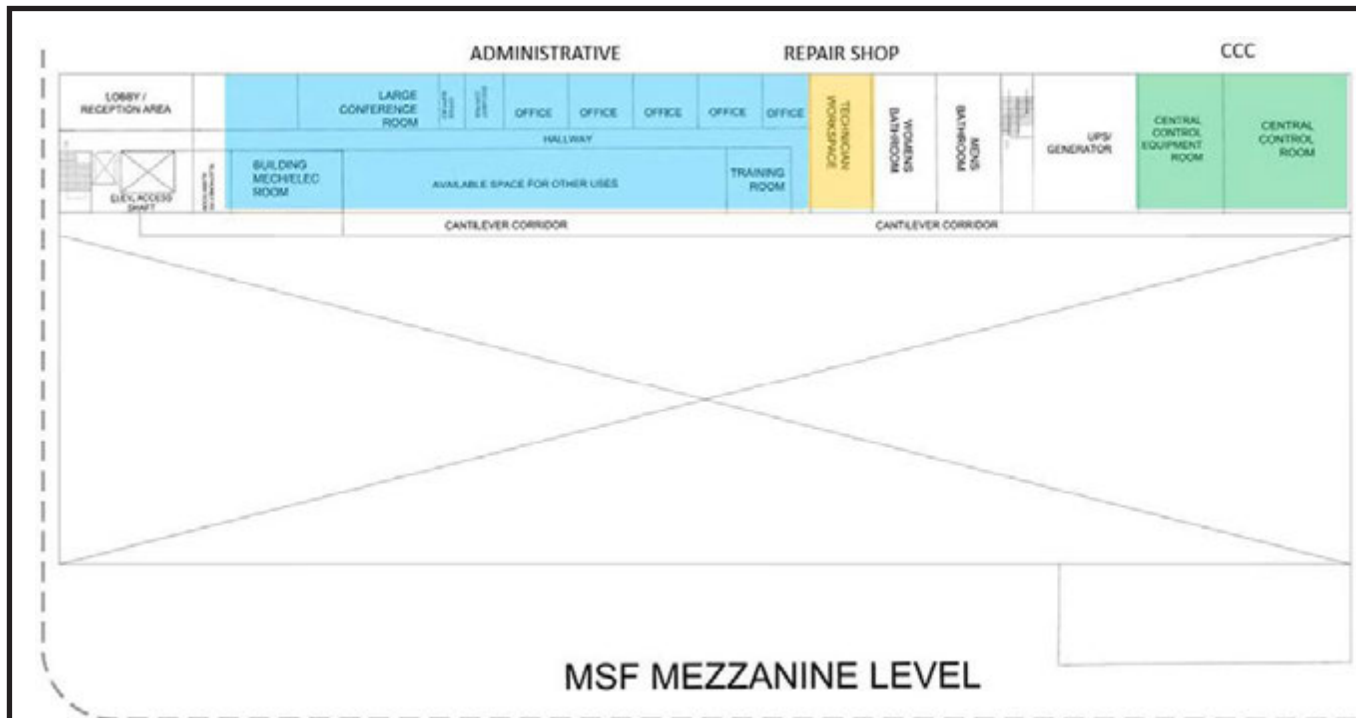 ADMINISTRATIVE
REPAIR SHOP
CCC
LOBBY /
RECEPTION AREA
LARGE
CONFERENCE
ROOM
OFFICE
OFFICE
OFFICE
OFFICE
OFFICE
TECHNICIAN
WORKSPACE
WOMENS
BATHROOM
MENS
BATHROOM
UPS/
GENERATOR
CENTRAL
CONTROL
EQUIPMENT
ROOM
CENTRAL
CONTROL
ROOM
HALLWAY
ELEV. ACCESS
SHAFT
BUILDING
MECH/ELEC
ROOM
AVAILABLE SPACE FOR OTHER USES
TRAINING
ROOM
CANTILEVER CORRIDOR
CANTILEVER CORRIDOR
MSF MEZZANINE LEVEL